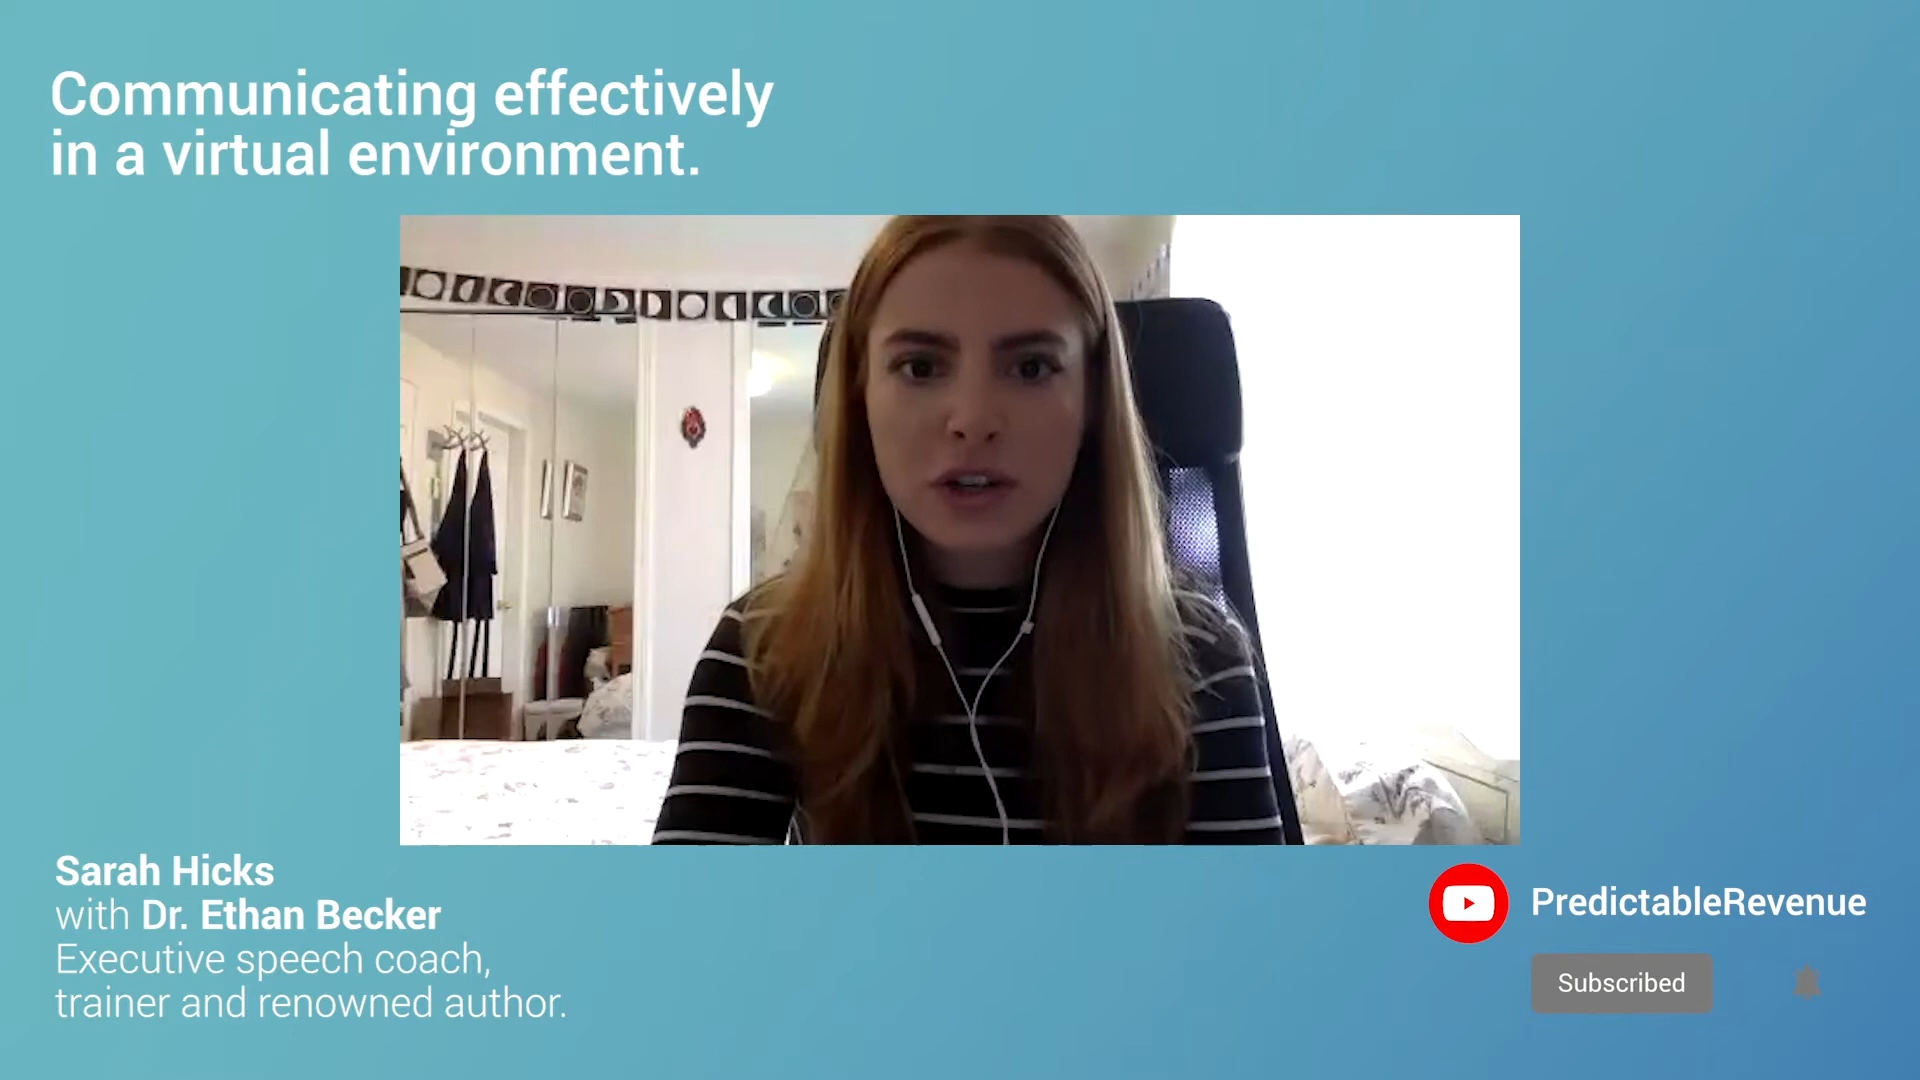 Communicating effectively
in a virtual environment.
Sarah Hicks
with Dr. Ethan Becker
Executive speech coach,
trainer and renowned author.
PredictableRevenue
Subscribed